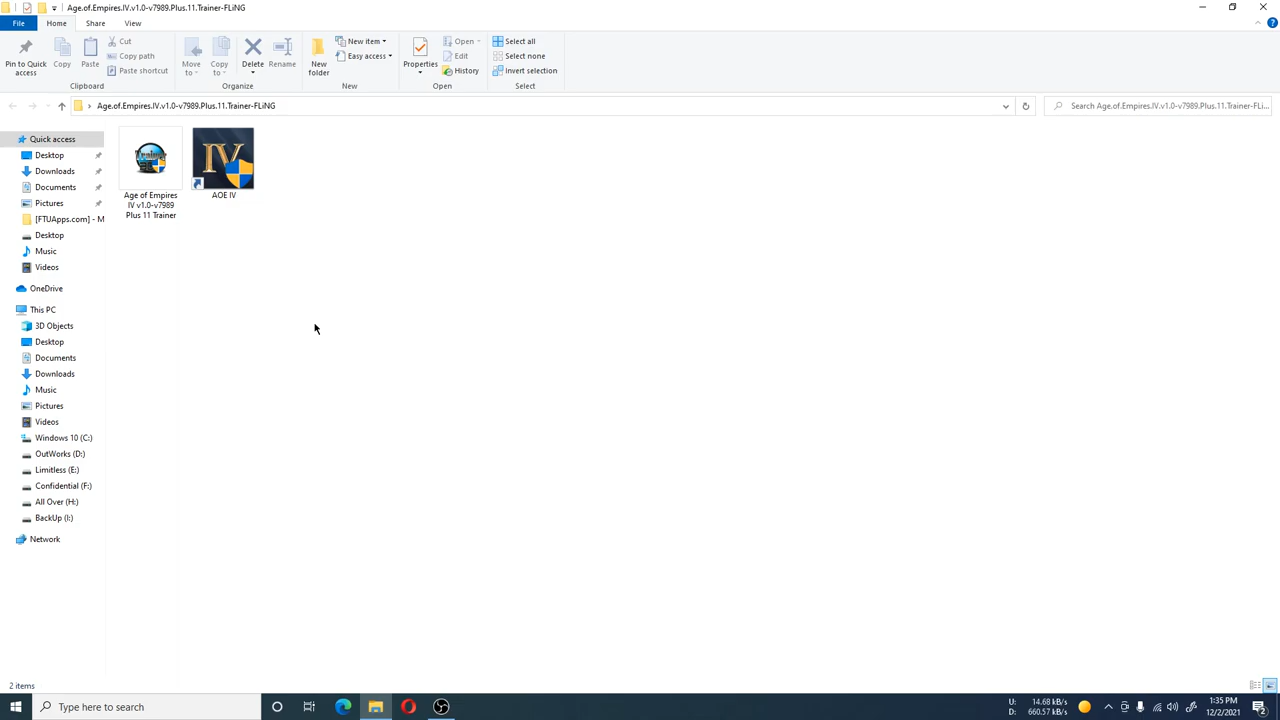 Age.of.Empires.IV.v1.0-v7989.Plus.11.Trainer-FLiNG
File Home Share View
Pin to Quick access
Copy
Paste
Cut
Copy path
Paste shortcut
Clipboard
Move to
Copy to
Delete
Rename
Organize
New folder
New item
Easy access
New
Properties
Open
Edit
History
Open
Select all
Select none
Invert selection
Select
Age.of.Empires.IV.v1.0-v7989.Plus.11.Trainer-FLiNG
Search Age.of.Empires.IV.v1.0-v7989.Plus.11.Trainer-FLi...
Quick access
Desktop
Downloads
Documents
Pictures
[FTUApps.com] - M
Desktop
Music
Videos
OneDrive
This PC
3D Objects
Desktop
Documents
Downloads
Music
Pictures
Videos
Windows 10 (C:)
OutWorks (D:)
Limitless (E:)
Confidential (F:)
All Over (H:)
BackUp (I:)
Network
Trainer
Age of Empires
IV v1.0-v7989
Plus 11 Trainer
IV
AOE IV
2 items
Type here to search
U: 14.68 kB/s
D: 660.57 kB/s
1:35 PM
12/2/2021
2